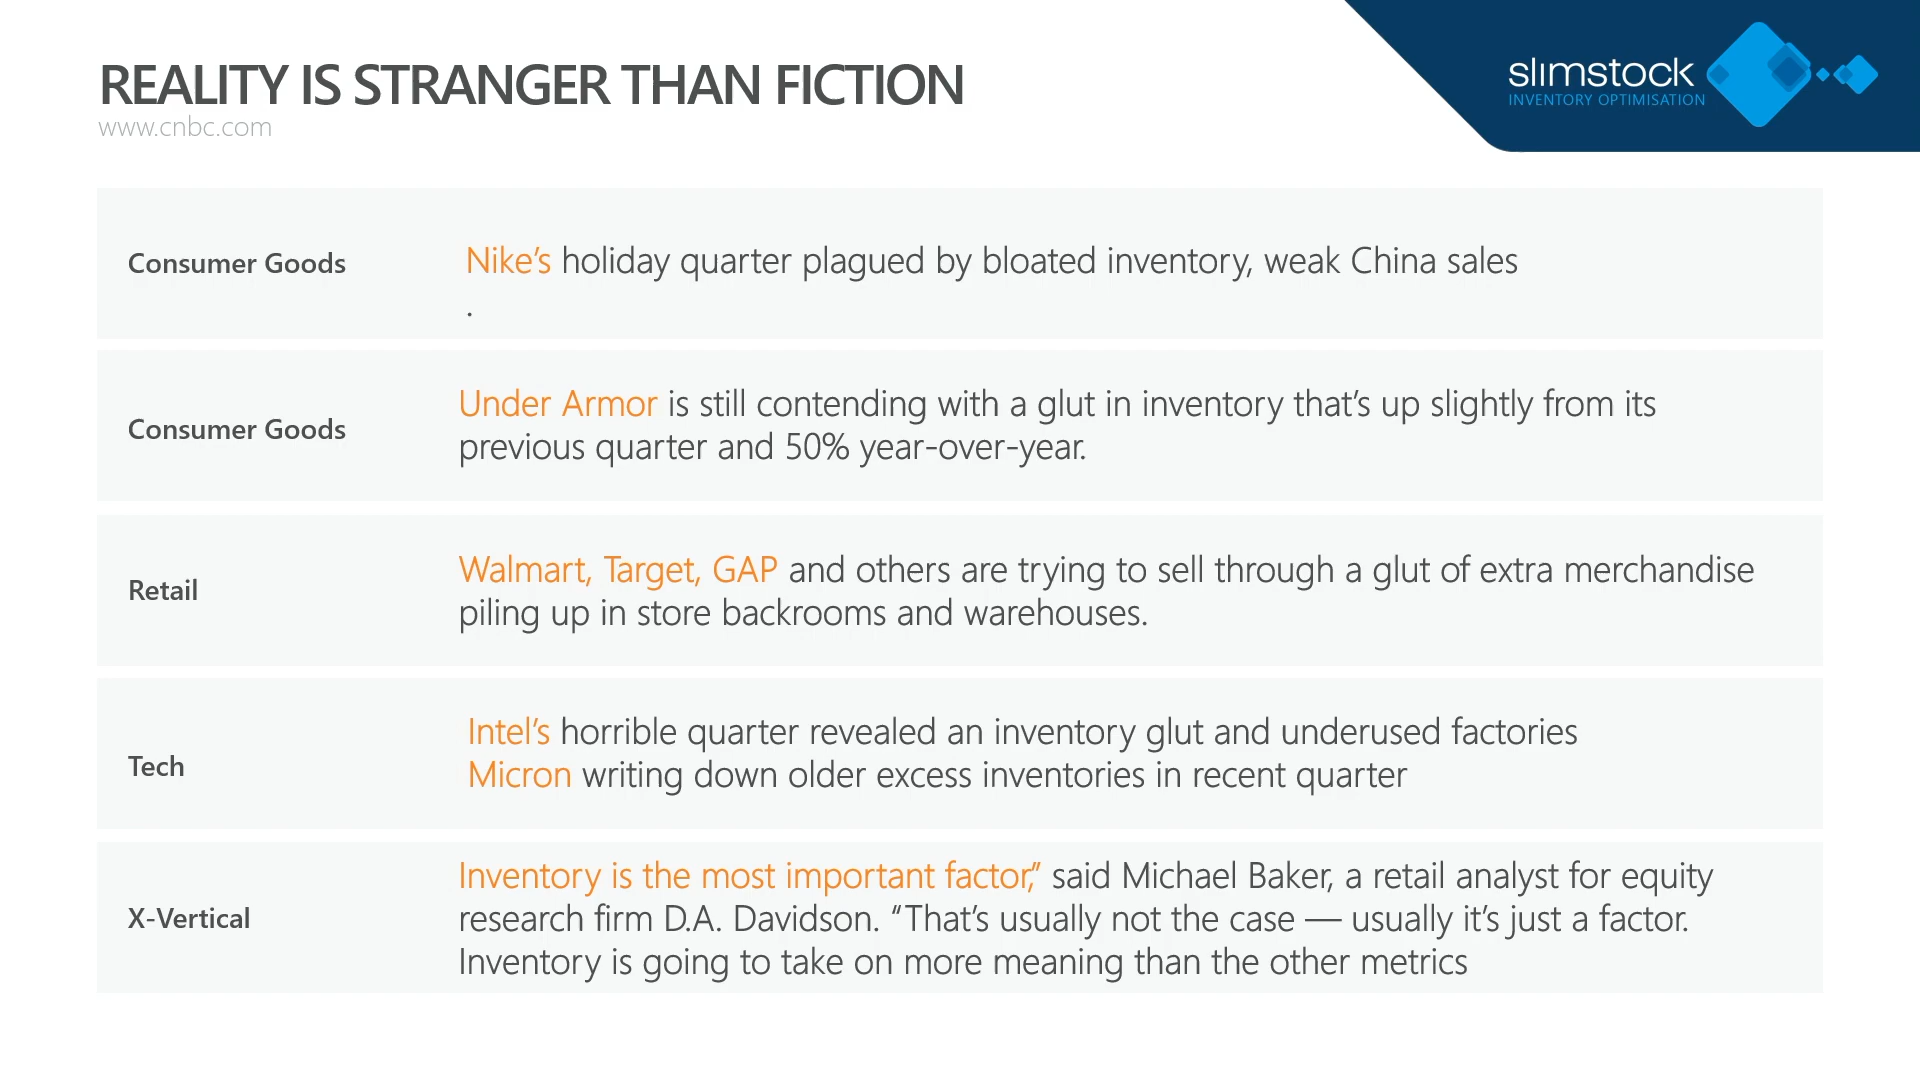 REALITY IS STRANGER THAN FICTION
www.cnbc.com
slimstock
INVENTORY OPTIMISATION
Consumer Goods
Nike’s holiday quarter plagued by bloated inventory, weak China sales
.
Consumer Goods
Under Armor is still contending with a glut in inventory that’s up slightly from its
previous quarter and 50% year-over-year.
Retail
Walmart, Target, GAP and others are trying to sell through a glut of extra merchandise
piling up in store backrooms and warehouses.
Tech
Intel’s horrible quarter revealed an inventory glut and underused factories
Micron writing down older excess inventories in recent quarter
X-Vertical
Inventory is the most important factor,” said Michael Baker, a retail analyst for equity
research firm D.A. Davidson. “That’s usually not the case — usually it’s just a factor.
Inventory is going to take on more meaning than the other metrics